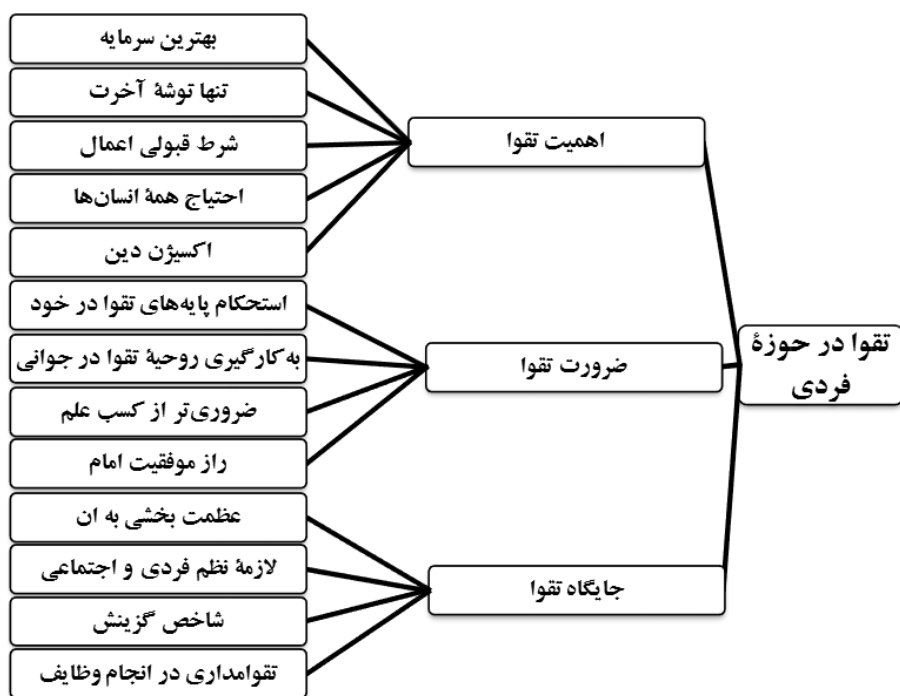 تقوا در حوزهٔ
فردی
اهمیت تقوا
بهترین سرمایه
تنها توشهٔ آخرت
شرط قبولی اعمال
احتیاج همهٔ انسان‌ها
اکسیژن دین
ضرورت تقوا
استحکام پایه‌های تقوا در خود
به‌کارگیری روحیهٔ تقوا در جوانی
ضروری‌تر از کسب علم
راز موفقیت امام
جایگاه تقوا
عظمت بخشی به ان
لازمهٔ نظم فردی و اجتماعی
شاخص گزینش
تقوامداری در انجام وظایف